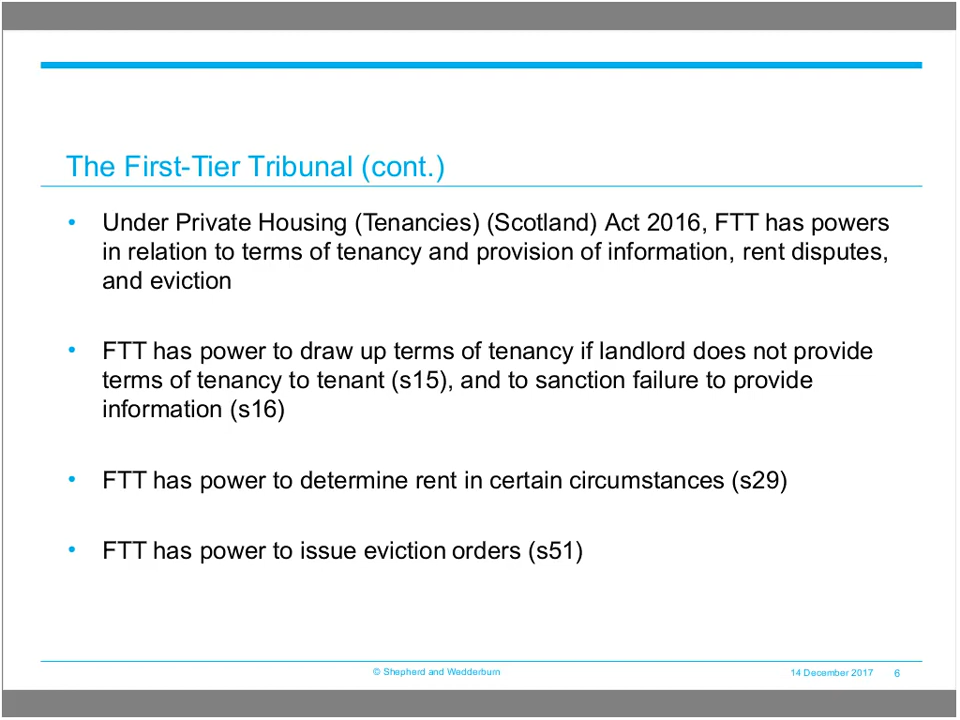 The First-Tier Tribunal (cont.)
• Under Private Housing (Tenancies) (Scotland) Act 2016, FTT has powers
in relation to terms of tenancy and provision of information, rent disputes,
and eviction
• FTT has power to draw up terms of tenancy if landlord does not provide
terms of tenancy to tenant (s15), and to sanction failure to provide
information (s16)
• FTT has power to determine rent in certain circumstances (s29)
• FTT has power to issue eviction orders (s51)
© Shepherd and Wedderburn
14 December 2017 6